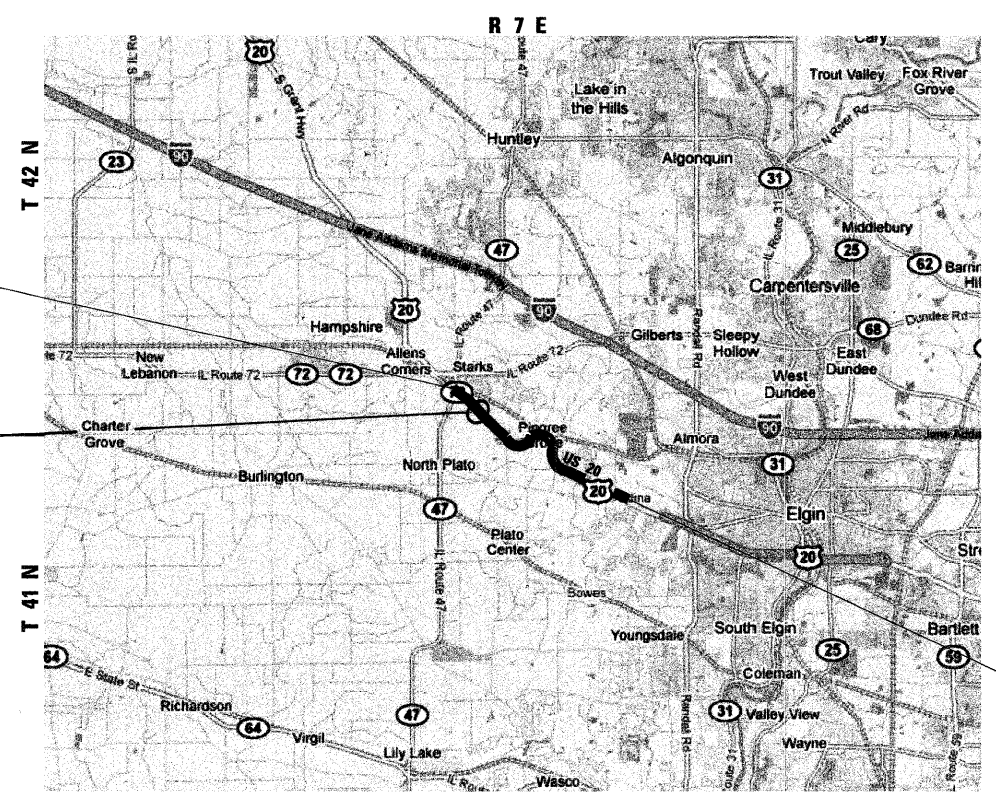 R 7 E
T 42 N
T 41 N
20
S Grant Hwy
Cary
Trout Valley
Fox River
Grove
Lake in
the Hills
N River Rd
Huntley
Algonquin
23
90
31
IL Route 31
Middlebury
25
62
47
Carpentersville
20
Hampshire
90
IL Route 47
Randall Rd
Gilberts
Sleepy
Hollow
68
Dundee Rd
East
Dundee
West
Dundee
New
Lebanon
IL Route 72
72
72
Allens
Corners
Starks
IL Route 72
Charter
Grove
Pingree
Almora
90
31
North Plato
US 20
20
Burlington
47
Elgin
Plato
Center
20
IL Route 47
Bowes
Youngsdale
South Elgin
25
Bartlett
59
64
E State St
Richardson
64
Virgil
47
Lily Lake
Coleman
31
Valley View
Randall Rd
Wayne
Wasco